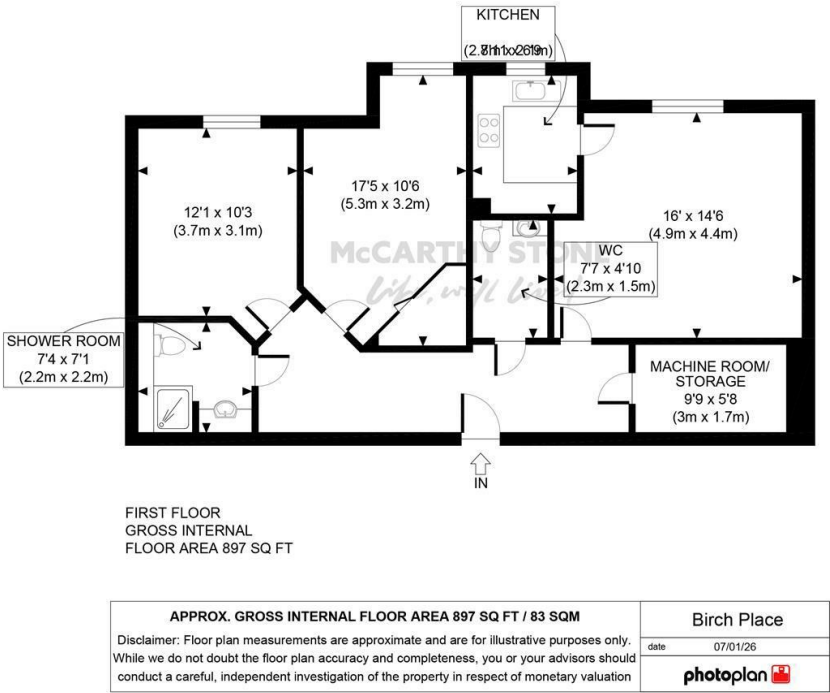 KITCHEN
12'1 x 10'3
(3.7m x 3.1m)
17'5 x 10'6
(5.3m x 3.2m)
16' x 14'6
(4.9m x 4.4m)
McCARTHY STONE
life, well lived
WC
7'7 x 4'10
(2.3m x 1.5m)
SHOWER ROOM
7'4 x 7'1
(2.2m x 2.2m)
MACHINE ROOM/
STORAGE
9'9 x 5'8
(3m x 1.7m)
IN
FIRST FLOOR
GROSS INTERNAL
FLOOR AREA 897 SQ FT
APPROX. GROSS INTERNAL FLOOR AREA 897 SQ FT / 83 SQM
Disclaimer: Floor plan measurements are approximate and are for illustrative purposes only.
While we do not doubt the floor plan accuracy and completeness, you or your advisors should
conduct a careful, independent investigation of the property in respect of monetary valuation
Birch Place
date 07/01/26
photoplan